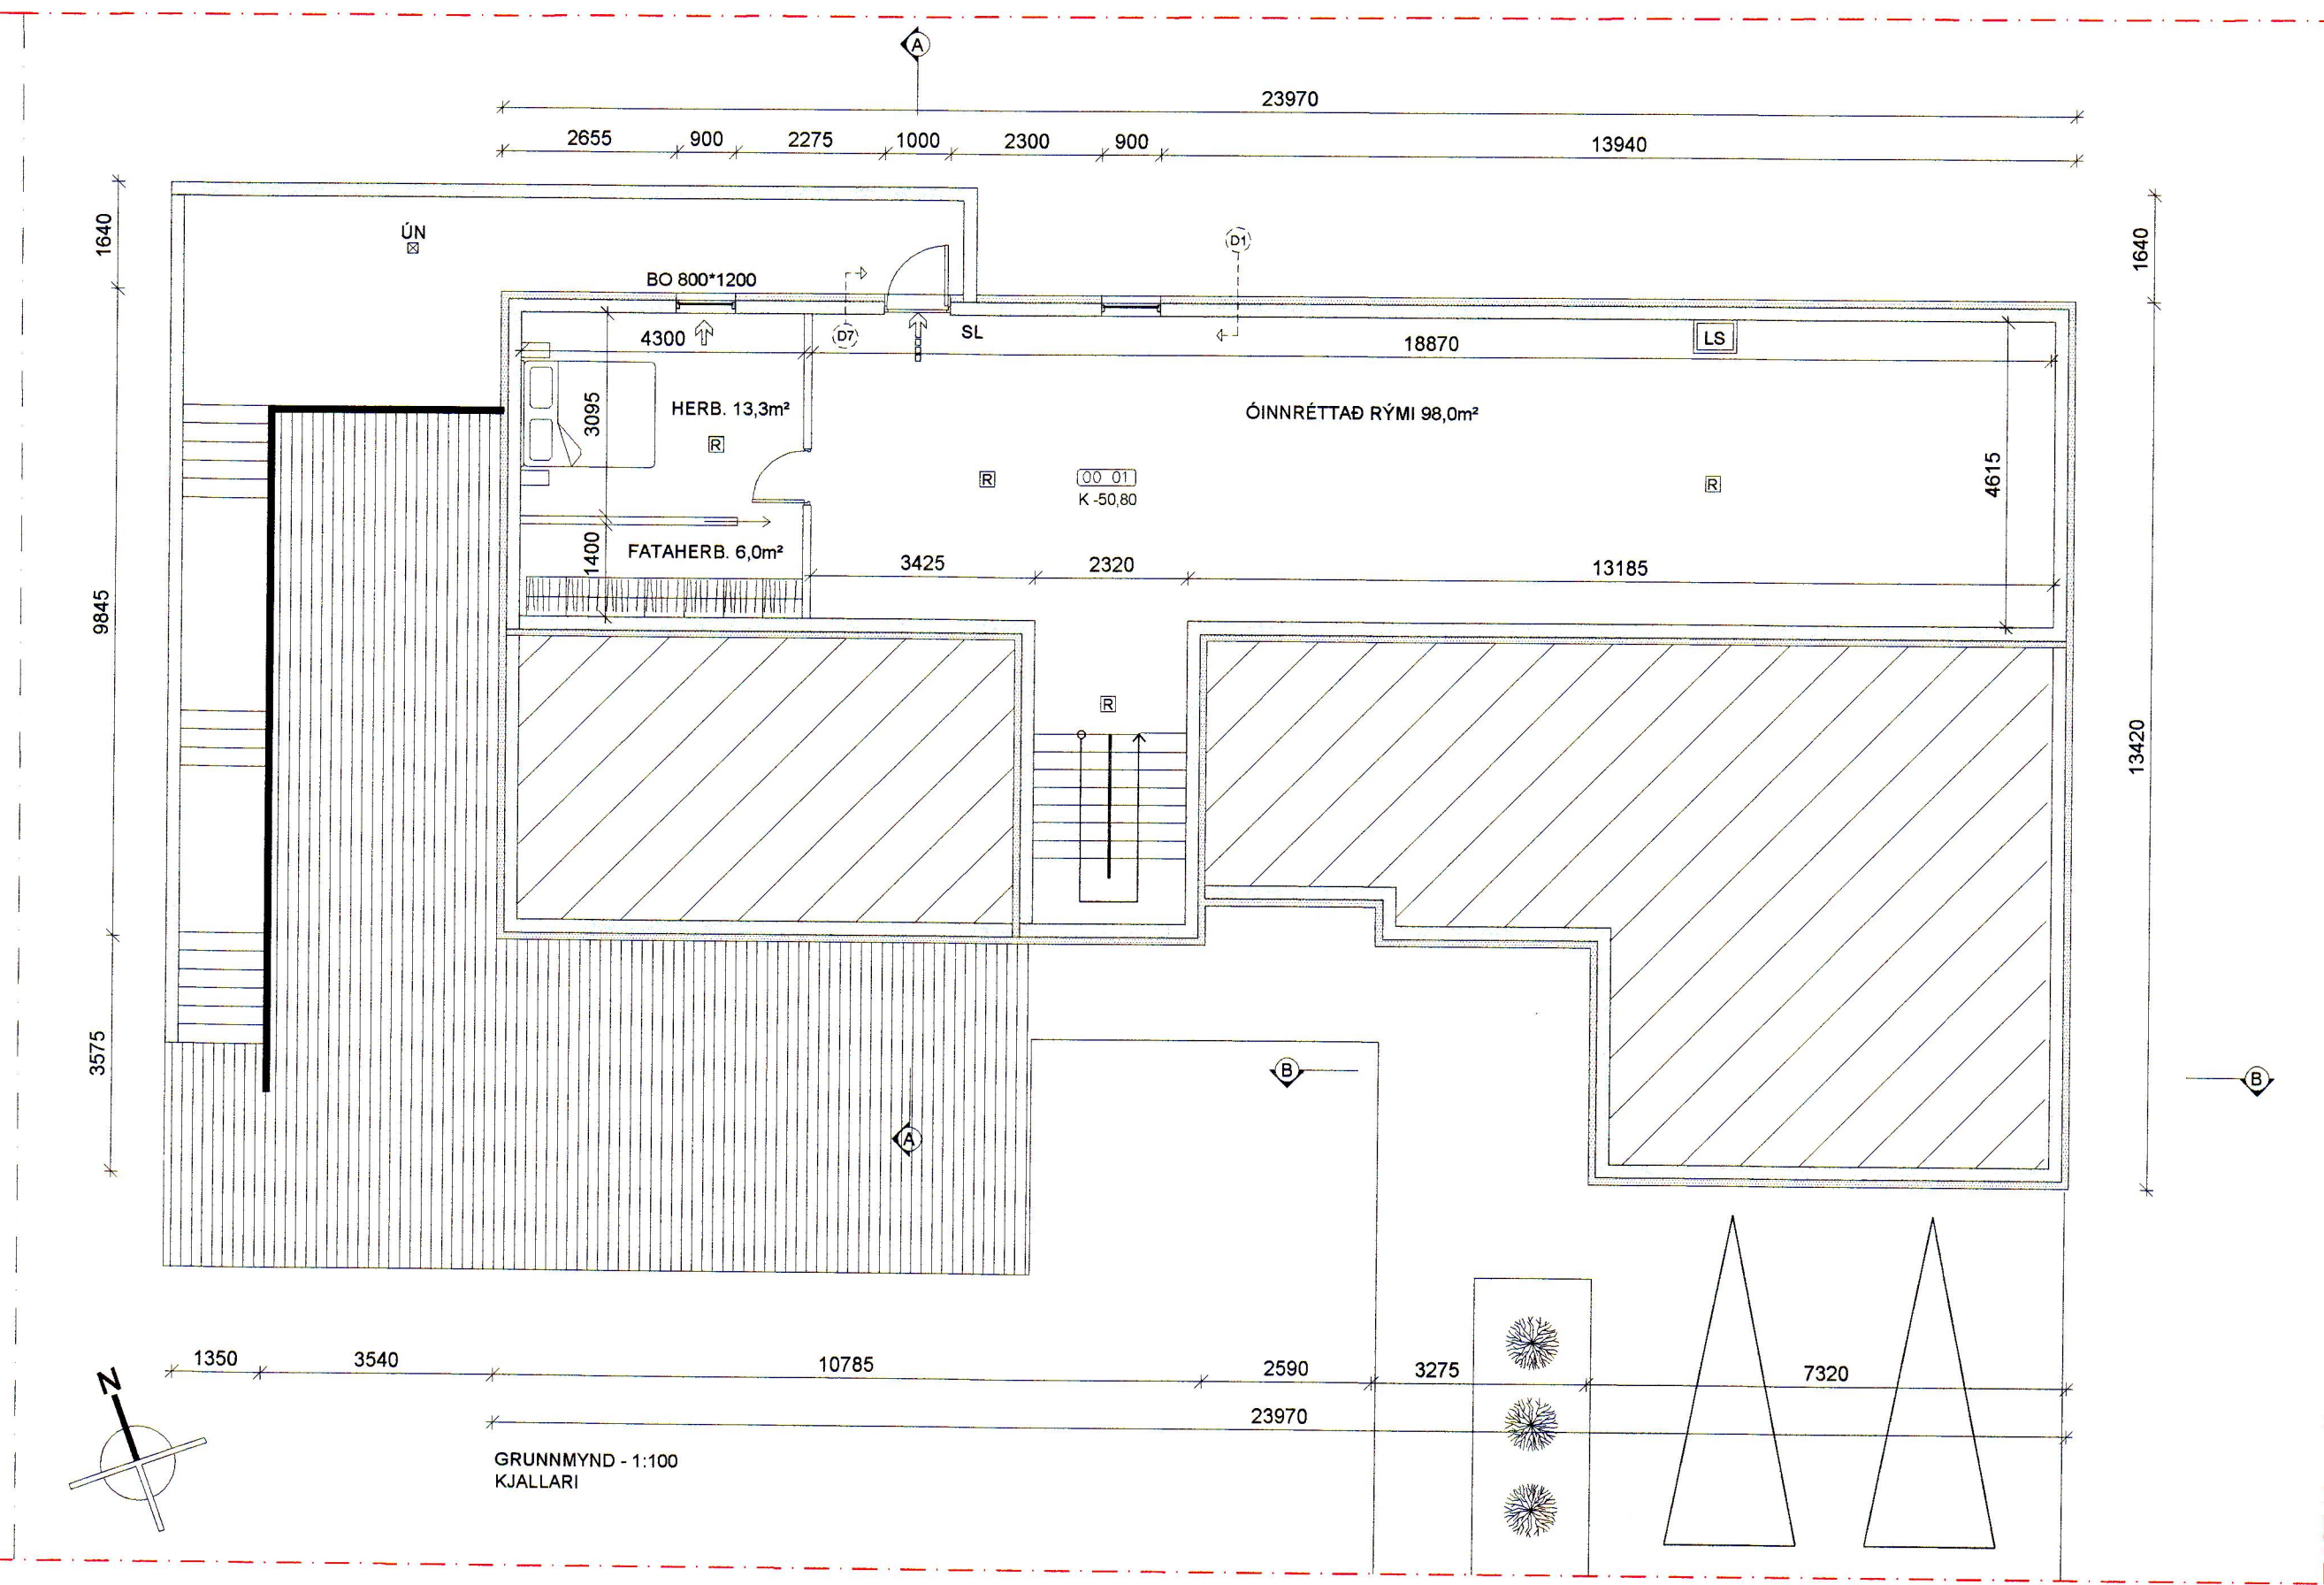 A
23970
2655 900 2275 1000 2300 900 13940
1640
ÚN
BO 800*1200
D1
1640
D7
SL
LS
4300
18870
3095
HERB. 13,3m²
ÓINNRÉTTAÐ RÝMI 98,0m²
R
R
00 01
K -50,80
R
4615
1400
FATAHERB. 6,0m²
3425 2320 13185
9845
R
13420
3575
B
B
A
1350 3540 10785 2590 3275 7320
23970
N
GRUNNMYND - 1:100
KJALLARI